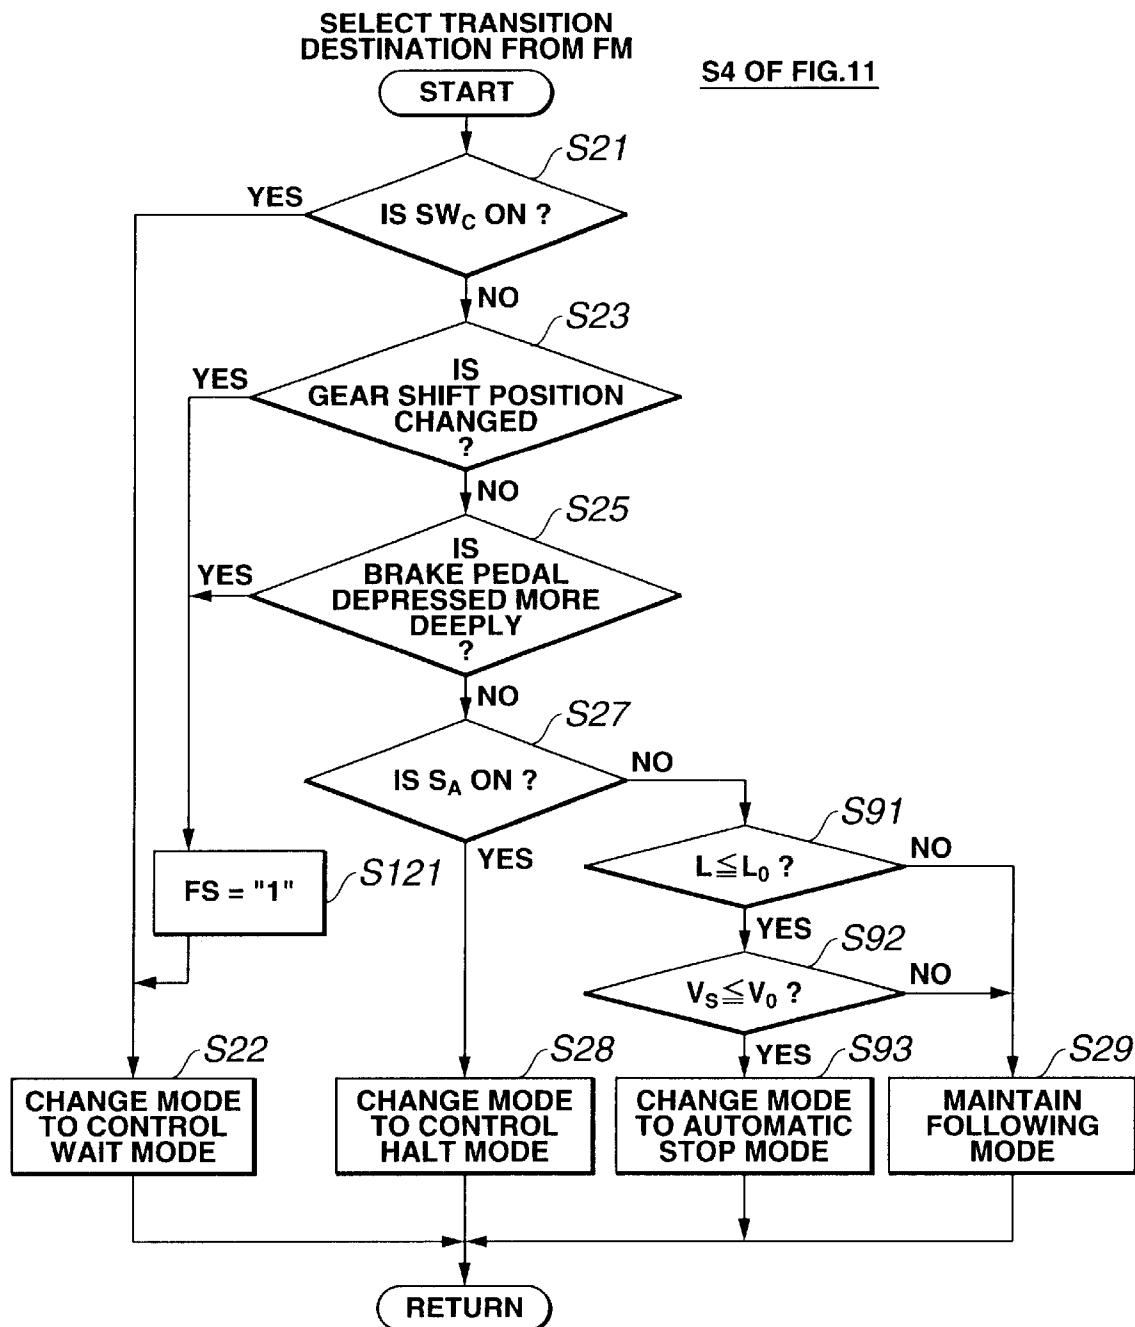 SELECT TRANSITION
DESTINATION FROM FM
S4 OF FIG.11
START
S21
YES
IS SWC ON ?
NO
S23
YES
IS
GEAR SHIFT POSITION
CHANGED
?
NO
S25
YES
IS
BRAKE PEDAL
DEPRESSED MORE
DEEPLY
?
NO
S27
IS SA ON ?
NO
YES
S91
L≦L0 ?
NO
YES
S121
FS = "1"
S92
VS≦V0 ?
NO
YES
S22
CHANGE MODE
TO CONTROL
WAIT MODE
S28
CHANGE MODE
TO CONTROL
HALT MODE
S93
CHANGE MODE
TO AUTOMATIC
STOP MODE
S29
MAINTAIN
FOLLOWING
MODE
RETURN